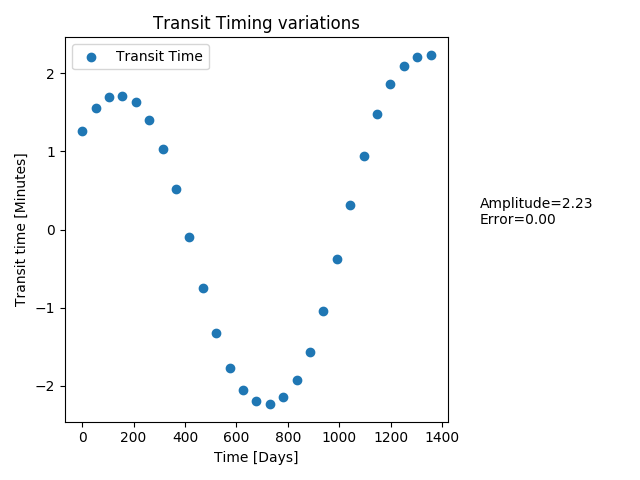 Transit Timing variations
Transit Time
Transit time [Minutes]
2
1
0
−1
−2
0 200 400 600 800 1000 1200 1400
Time [Days]
Amplitude=2.23
Error=0.00